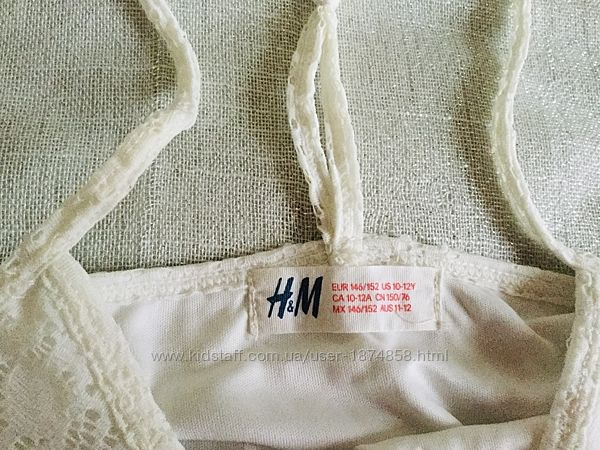 H&M
EUR 146/152 US 10-12Y
CA 10-12A CN 150/76
MX 146/152 AUS 11-12
www.kidstaff.com.ua/user-1874858.html